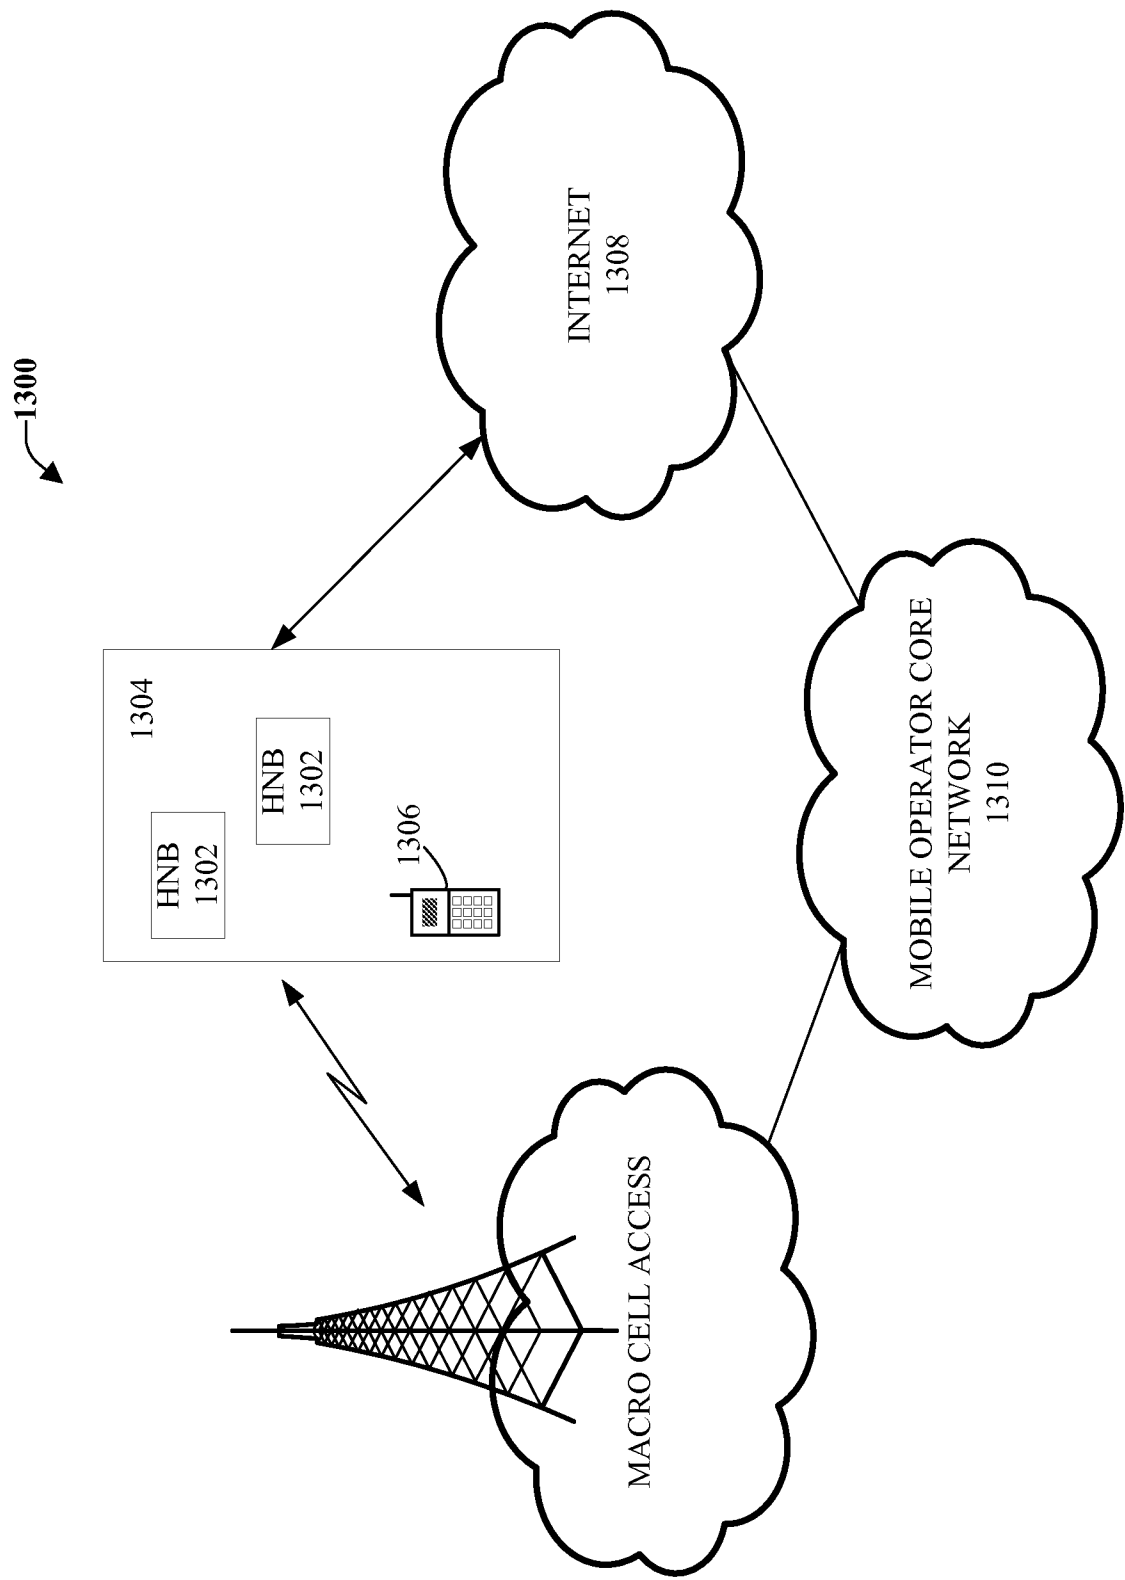 1300
1304
HNB
1302
HNB
1302
1306
INTERNET
1308
MACRO CELL ACCESS
MOBILE OPERATOR CORE
NETWORK
1310